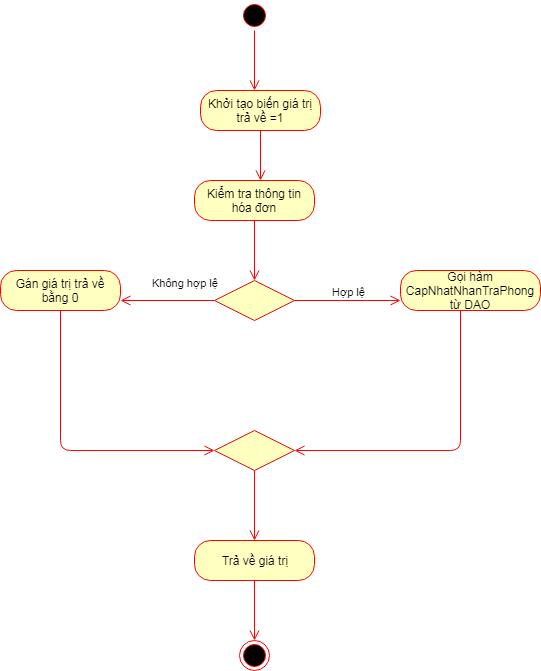 Khởi tạo biến giá trị
trả về =1
Kiểm tra thông tin
hóa đơn
Không hợp lệ
Hợp lệ
Gán giá trị trả về
bằng 0
Gọi hàm
CapNhatNhanTraPhong
từ DAO
Trả về giá trị